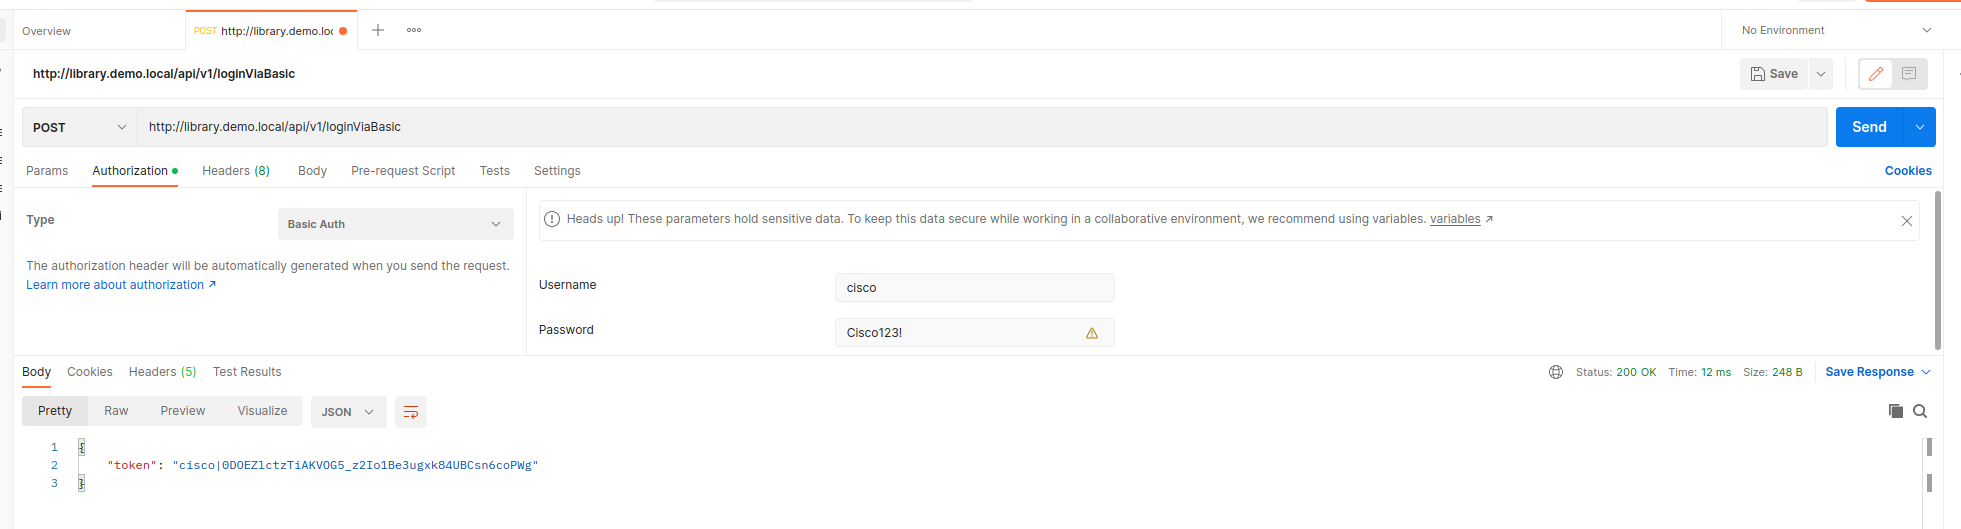 Overview
POST http://library.demo.loc
No Environment
http://library.demo.local/api/v1/loginViaBasic
Save
POST
http://library.demo.local/api/v1/loginViaBasic
Send
Params Authorization Headers (8) Body Pre-request Script Tests Settings
Cookies
Type
Basic Auth
The authorization header will be automatically generated when you send the request.
Learn more about authorization ↗
Heads up! These parameters hold sensitive data. To keep this data secure while working in a collaborative environment, we recommend using variables. variables ↗
Username
cisco
Password
Cisco123!
Body Cookies Headers (5) Test Results
Status: 200 OK Time: 12 ms Size: 248 B
Save Response
Pretty Raw Preview Visualize
JSON
1 {
2 "token": "cisco|0DOEZlctzTiAKVOG5_z2Io1Be3ugxk84UBCsn6coPWg"
3 }